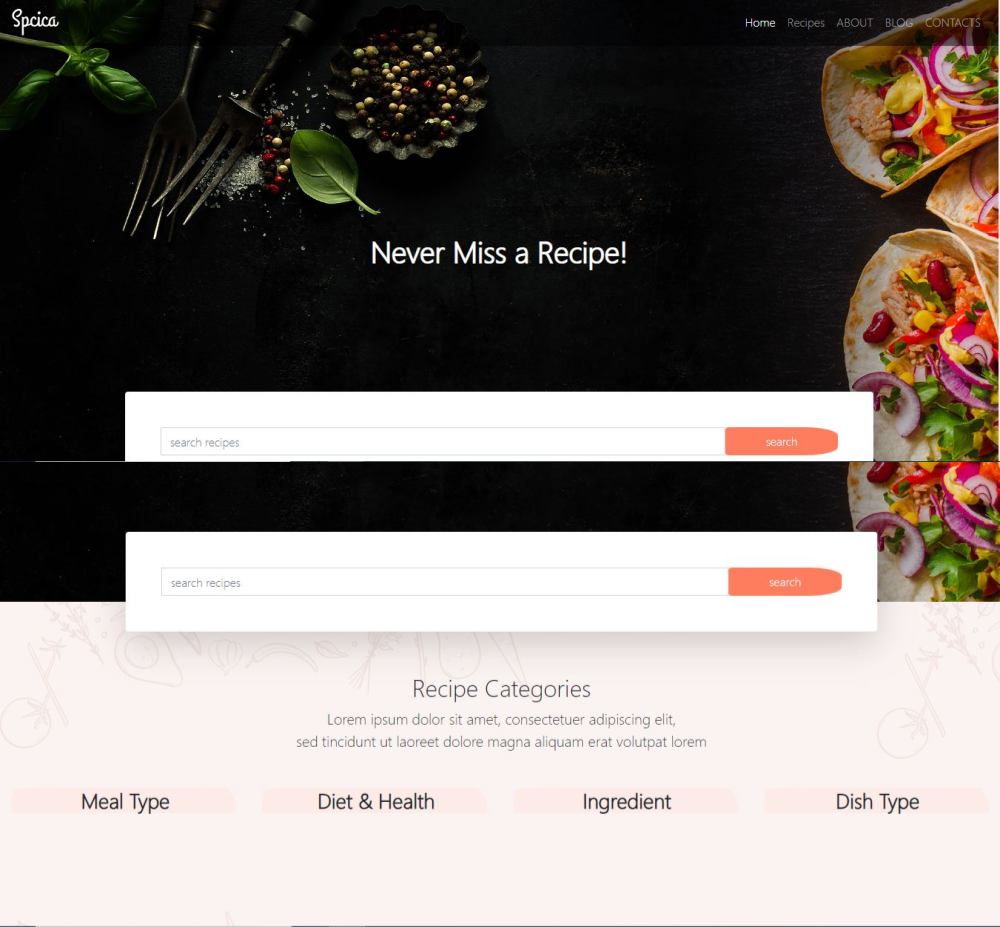 Spcica
Home Recipes ABOUT BLOG CONTACTS
Never Miss a Recipe!
search recipes search
search recipes search
Recipe Categories
Lorem ipsum dolor sit amet, consectetuer adipiscing elit,
sed tincidunt ut laoreet dolore magna aliquam erat volutpat lorem
Meal Type Diet & Health Ingredient Dish Type